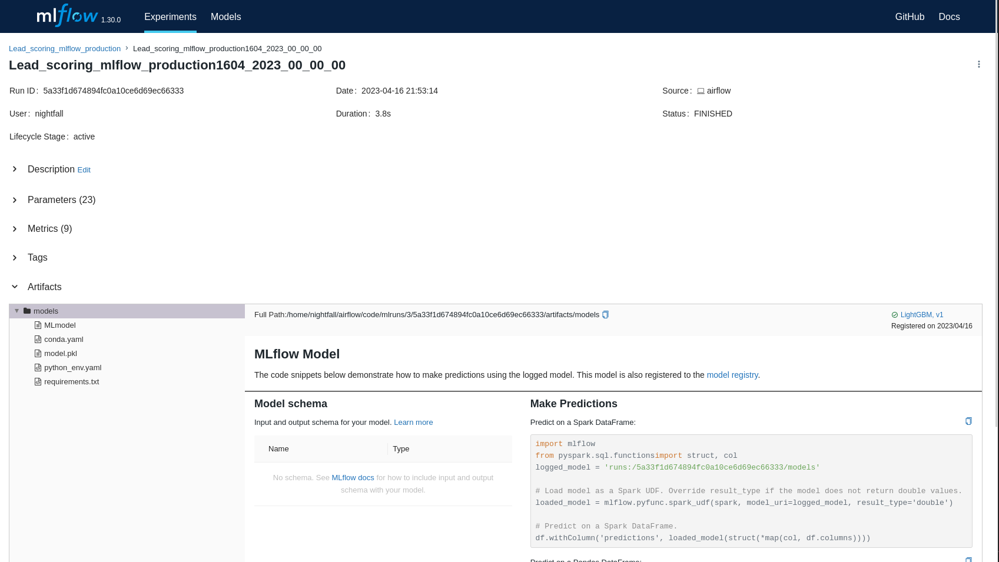 mlflow 1.30.0 Experiments Models GitHub Docs
Lead_scoring_mlflow_production > Lead_scoring_mlflow_production1604_2023_00_00_00
Lead_scoring_mlflow_production1604_2023_00_00_00
Run ID: 5a33f1d674894fc0a10ce6d69ec66333 Date: 2023-04-16 21:53:14 Source: airflow
User: nightfall Duration: 3.8s Status: FINISHED
Lifecycle Stage: active
Description Edit
Parameters (23)
Metrics (9)
Tags
Artifacts
models
MLmodel
conda.yaml
model.pkl
python_env.yaml
requirements.txt
Full Path:/home/nightfall/airflow/code/mlruns/3/5a33f1d674894fc0a10ce6d69ec66333/artifacts/models
LightGBM, v1
Registered on 2023/04/16
MLflow Model
The code snippets below demonstrate how to make predictions using the logged model. This model is also registered to the model registry.
Model schema
Input and output schema for your model. Learn more
Name Type
No schema. See MLflow docs for how to include input and output
schema with your model.
Make Predictions
Predict on a Spark DataFrame:
import mlflow
from pyspark.sql.functionsimport struct, col
logged_model = 'runs:/5a33f1d674894fc0a10ce6d69ec66333/models'
# Load model as a Spark UDF. Override result_type if the model does not return double values.
loaded_model = mlflow.pyfunc.spark_udf(spark, model_uri=logged_model, result_type='double')
# Predict on a Spark DataFrame.
df.withColumn('predictions', loaded_model(struct(*map(col, df.columns))))
Predict on a Pandas DataFrame: